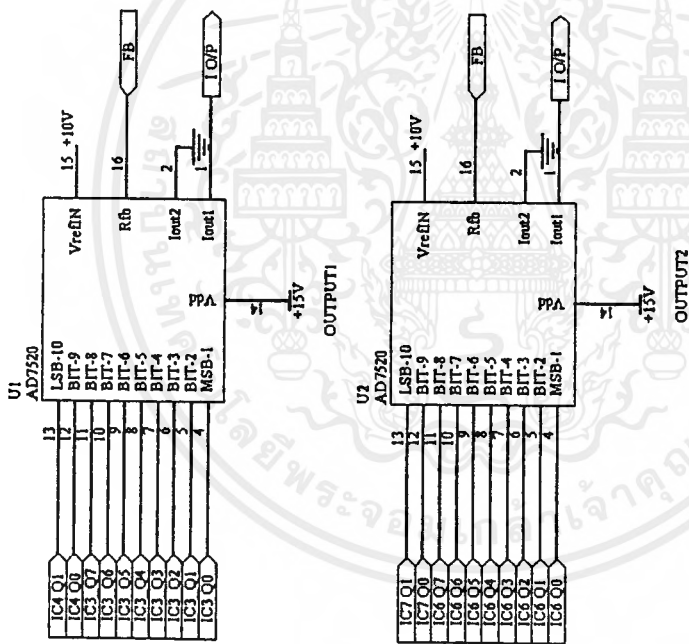 U1
AD7520
IC4 Q1 13 LSB-10
IC4 Q0 12 BIT-9
IC3 Q7 11 BIT-8
IC3 Q6 10 BIT-7
IC3 Q5 9 BIT-6
IC3 Q4 8 BIT-5
IC3 Q3 7 BIT-4
IC3 Q2 6 BIT-3
IC3 Q1 5 BIT-2
IC3 Q0 4 MSB-1
VrefIN 15 +10V
Rfb 16 FB
Iout2 2
Iout1 1 I O/P
Vdd
14
+15V
OUTPUT1
U2
AD7520
IC7 Q1 13 LSB-10
IC7 Q0 12 BIT-9
IC6 Q7 11 BIT-8
IC6 Q6 10 BIT-7
IC6 Q5 9 BIT-6
IC6 Q4 8 BIT-5
IC6 Q3 7 BIT-4
IC6 Q2 6 BIT-3
IC6 Q1 5 BIT-2
IC6 Q0 4 MSB-1
VrefIN 15 +10V
Rfb 16 FB
Iout2 2
Iout1 1 I O/P
Vdd
14
+15V
OUTPUT2